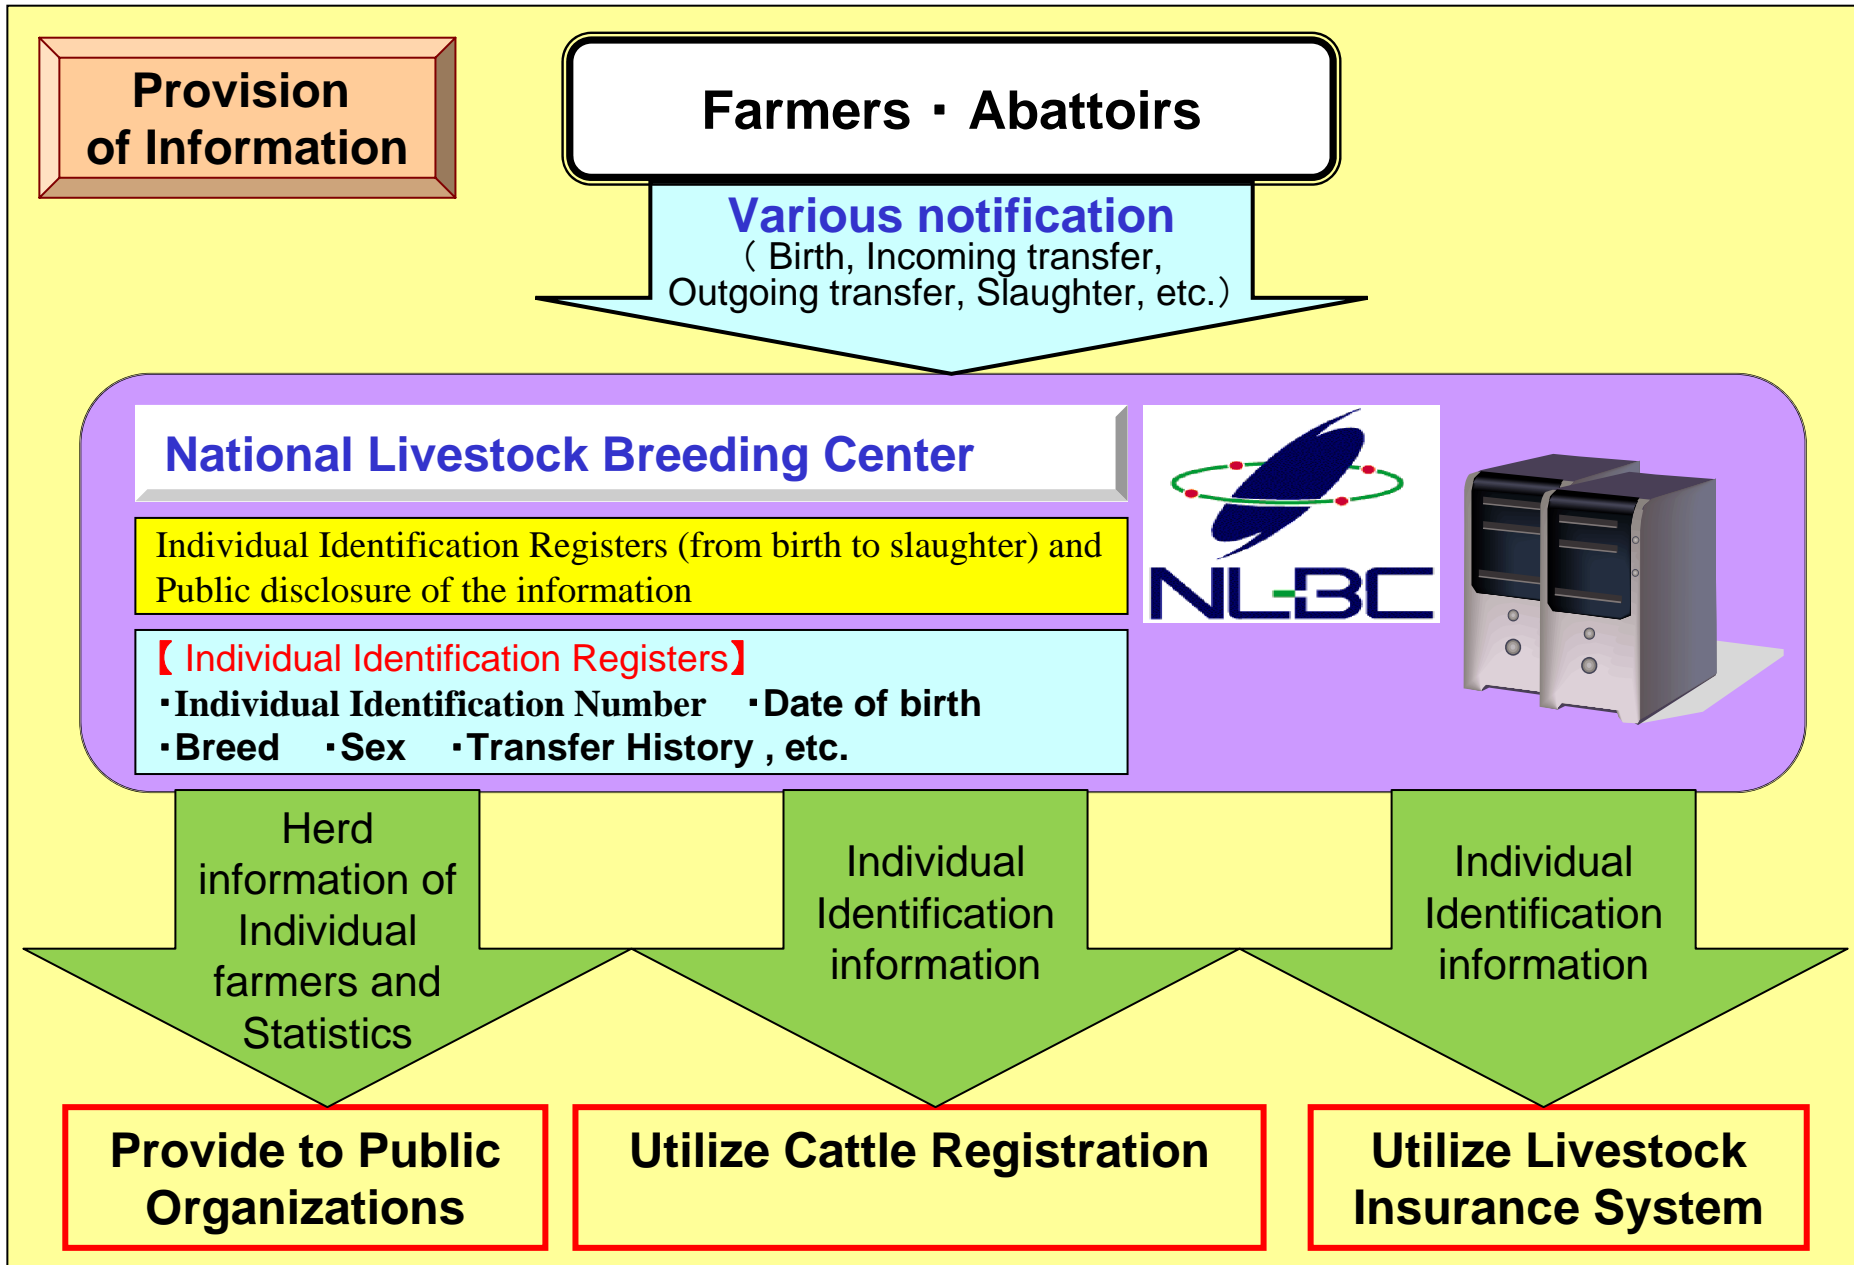 Provision
of Information
Farmers ・ Abattoirs
Various notification
（ Birth, Incoming transfer,
Outgoing transfer, Slaughter, etc.）
National Livestock Breeding Center
Individual Identification Registers (from birth to slaughter) and
Public disclosure of the information
【 Individual Identification Registers】
・Individual Identification Number ・Date of birth
・Breed ・Sex ・Transfer History , etc.
NLBC
Herd
information of
Individual
farmers and
Statistics
Individual
Identification
information
Individual
Identification
information
Provide to Public
Organizations
Utilize Cattle Registration
Utilize Livestock
Insurance System